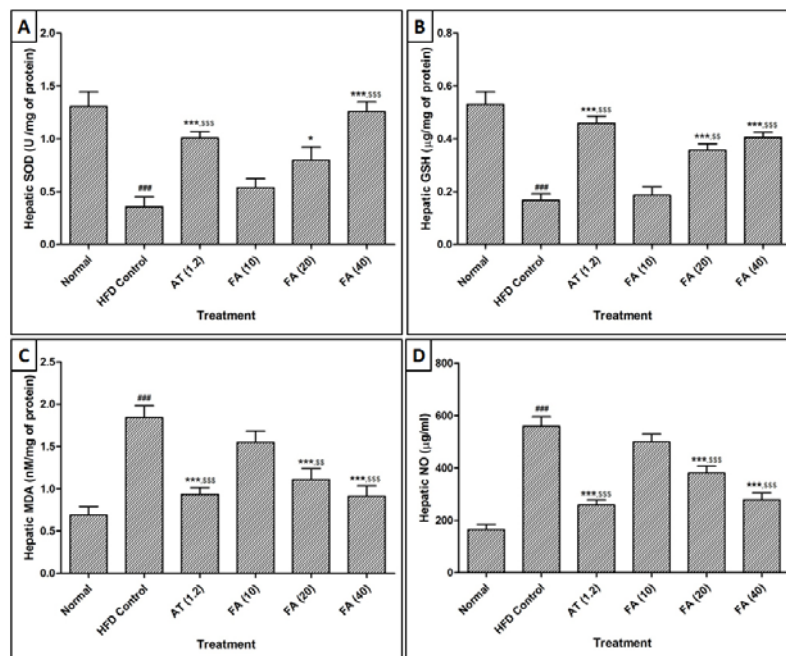 A
Hepatic SOD (U /mg of protein)
2.0
1.5
1.0
0.5
0.0
###
***,$$$
*
***,$$$
Normal
HFD Control
AT (1.2)
FA (10)
FA (20)
FA (40)
Treatment
B
Hepatic GSH (μg/mg of protein)
0.8
0.6
0.4
0.2
0.0
###
***,$$$
***,$$
***,$$$
Normal
HFD Control
AT (1.2)
FA (10)
FA (20)
FA (40)
Treatment
C
Hepatic MDA (nM/mg of protein)
2.5
2.0
1.5
1.0
0.5
0.0
###
***,$$$
***,$$
***,$$$
Normal
HFD Control
AT (1.2)
FA (10)
FA (20)
FA (40)
Treatment
D
Hepatic NO (μg/ml)
800
600
400
200
0
###
***,$$$
***,$$$
***,$$$
Normal
HFD Control
AT (1.2)
FA (10)
FA (20)
FA (40)
Treatment